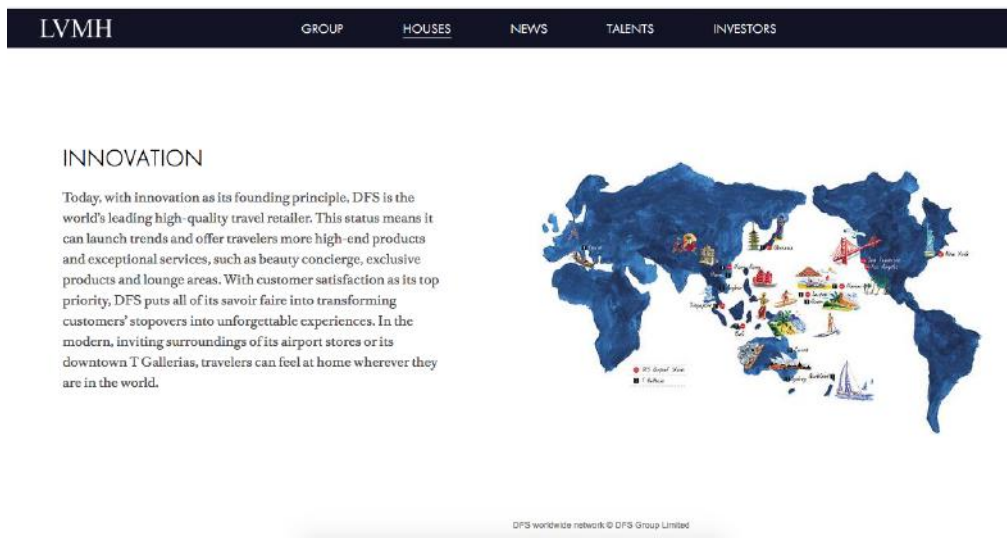 LVMH
GROUP HOUSES NEWS TALENTS INVESTORS
INNOVATION
Today, with innovation as its founding principle, DFS is the
world's leading high-quality travel retailer. This status means it
can launch trends and offer travelers more high-end products
and exceptional services, such as beauty concierge, exclusive
products and lounge areas. With customer satisfaction as its top
priority, DFS puts all of its savoir faire into transforming
customers' stopovers into unforgettable experiences. In the
modern, inviting surroundings of its airport stores or its
downtown T Gallerias, travelers can feel at home wherever they
are in the world.
New York
San Francisco
Los Angeles
Hong Kong
Singapore
Bali
Sydney
Auckland
DFS worldwide network © DFS Group Limited